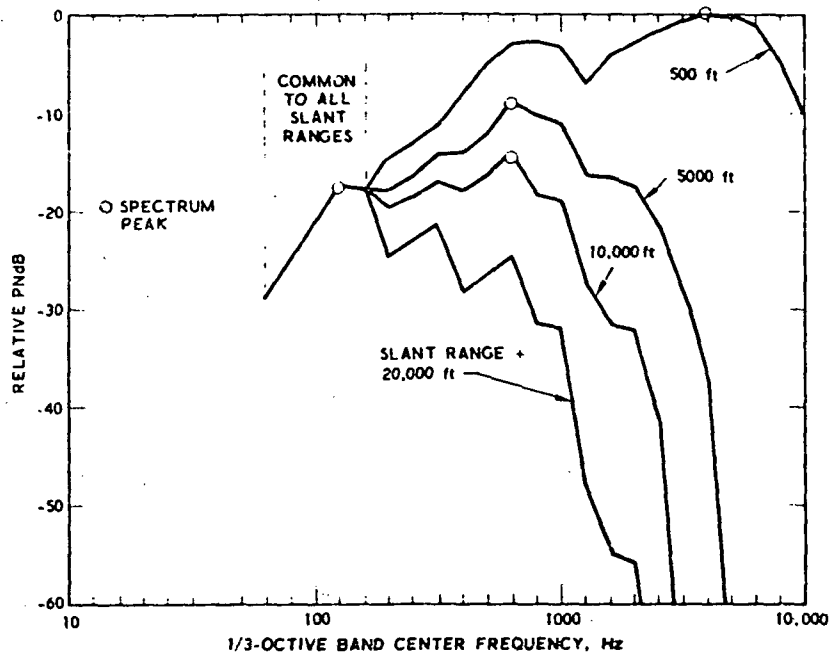 0
-10
-20
-30
-40
-50
-60
RELATIVE PNdB
COMMON
TO ALL
SLANT
RANGES
SPECTRUM
PEAK
500 ft
5000 ft
10,000 ft
SLANT RANGE +
20,000 ft
10
100
1000
10,000
1/3-OCTIVE BAND CENTER FREQUENCY, Hz